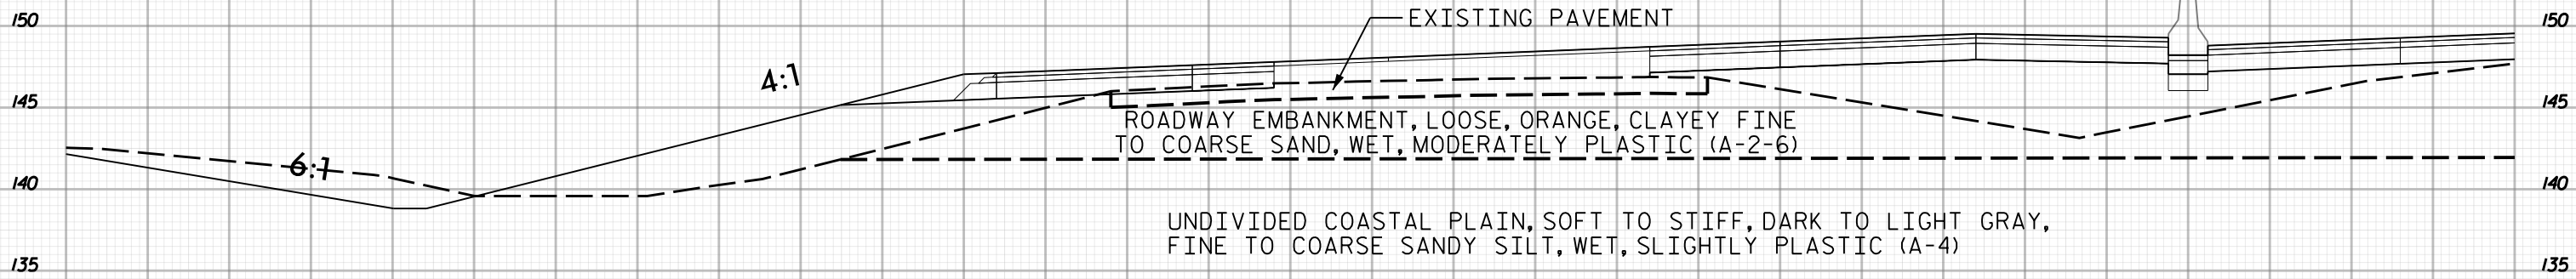 150
EXISTING PAVEMENT
150
4:1
145
145
ROADWAY EMBANKMENT, LOOSE, ORANGE, CLAYEY FINE
TO COARSE SAND, WET, MODERATELY PLASTIC (A-2-6)
6:1
140
140
UNDIVIDED COASTAL PLAIN, SOFT TO STIFF, DARK TO LIGHT GRAY,
FINE TO COARSE SANDY SILT, WET, SLIGHTLY PLASTIC (A-4)
135
135